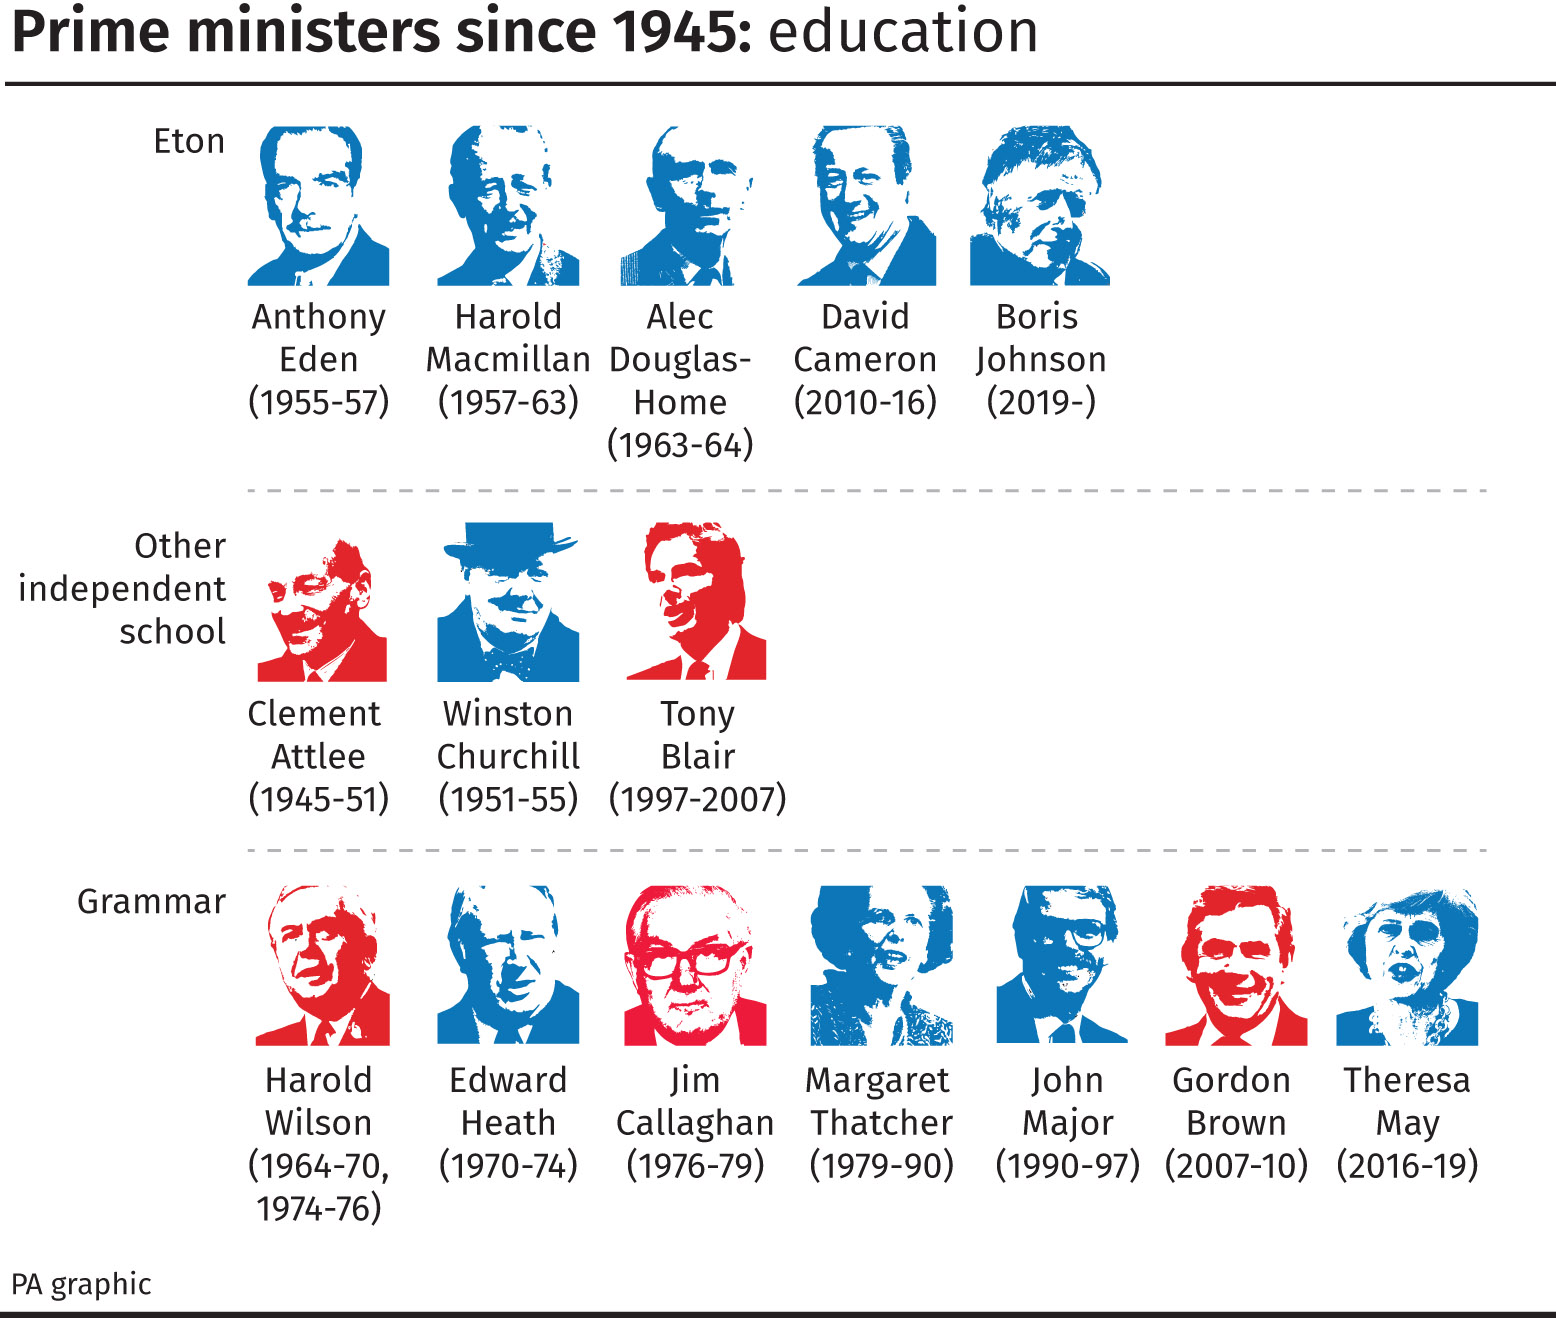 Prime ministers since 1945: education
Eton
Anthony
Eden
(1955-57)
Harold
Macmillan
(1957-63)
Alec
Douglas-
Home
(1963-64)
David
Cameron
(2010-16)
Boris
Johnson
(2019-)
Other
independent
school
Clement
Attlee
(1945-51)
Winston
Churchill
(1951-55)
Tony
Blair
(1997-2007)
Grammar
Harold
Wilson
(1964-70,
1974-76)
Edward
Heath
(1970-74)
Jim
Callaghan
(1976-79)
Margaret
Thatcher
(1979-90)
John
Major
(1990-97)
Gordon
Brown
(2007-10)
Theresa
May
(2016-19)
PA graphic